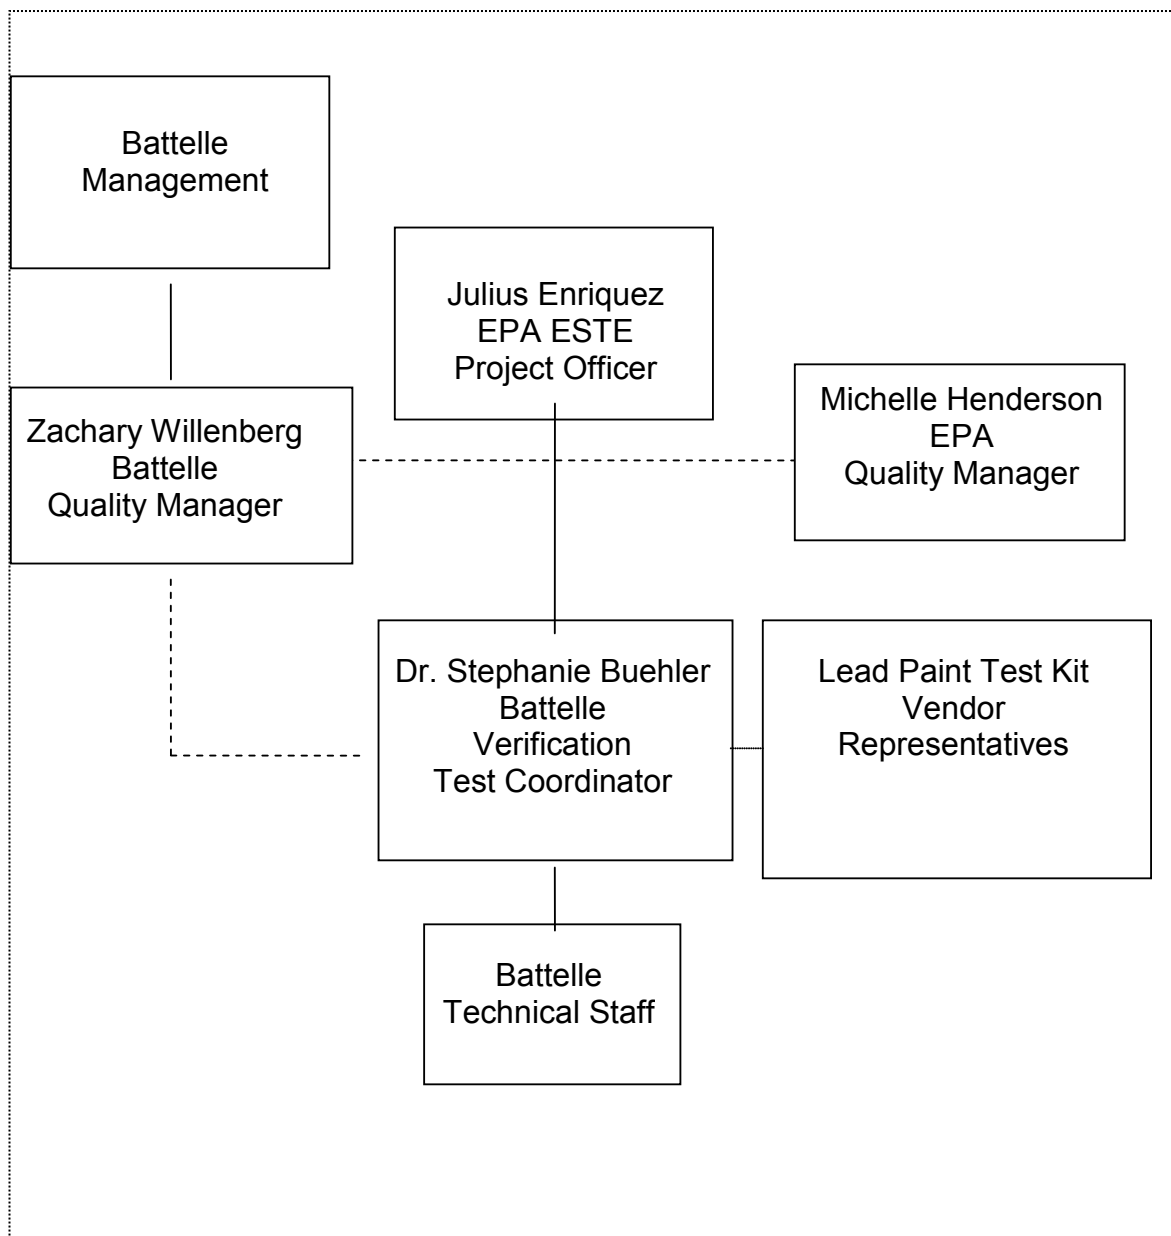 Battelle
Management
Julius Enriquez
EPA ESTE
Project Officer
Zachary Willenberg
Battelle
Quality Manager
Michelle Henderson
EPA
Quality Manager
Dr. Stephanie Buehler
Battelle
Verification
Test Coordinator
Lead Paint Test Kit
Vendor
Representatives
Battelle
Technical Staff